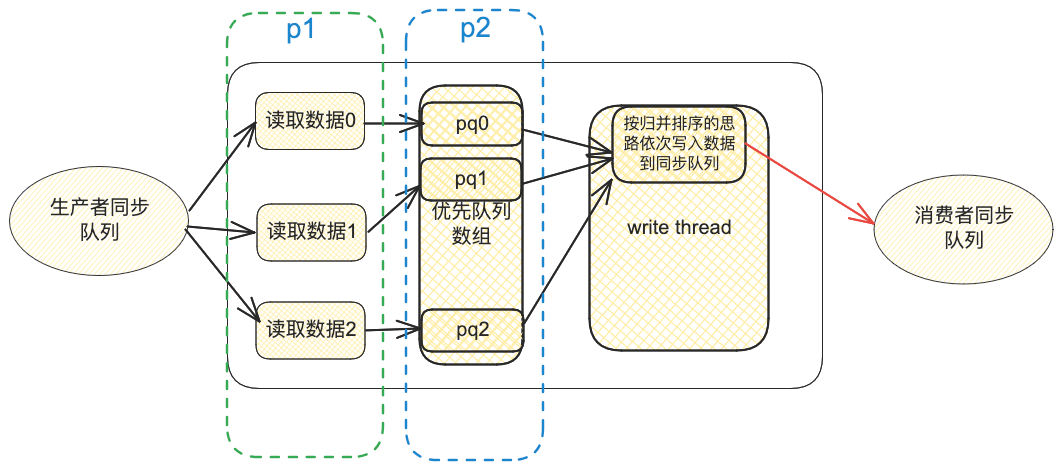 p1
p2
生产者同步
队列
读取数据0
读取数据1
读取数据2
pq0
pq1
优先队列
数组
pq2
按归并排序的思
路依次写入数据
到同步队列
write thread
消费者同步
队列